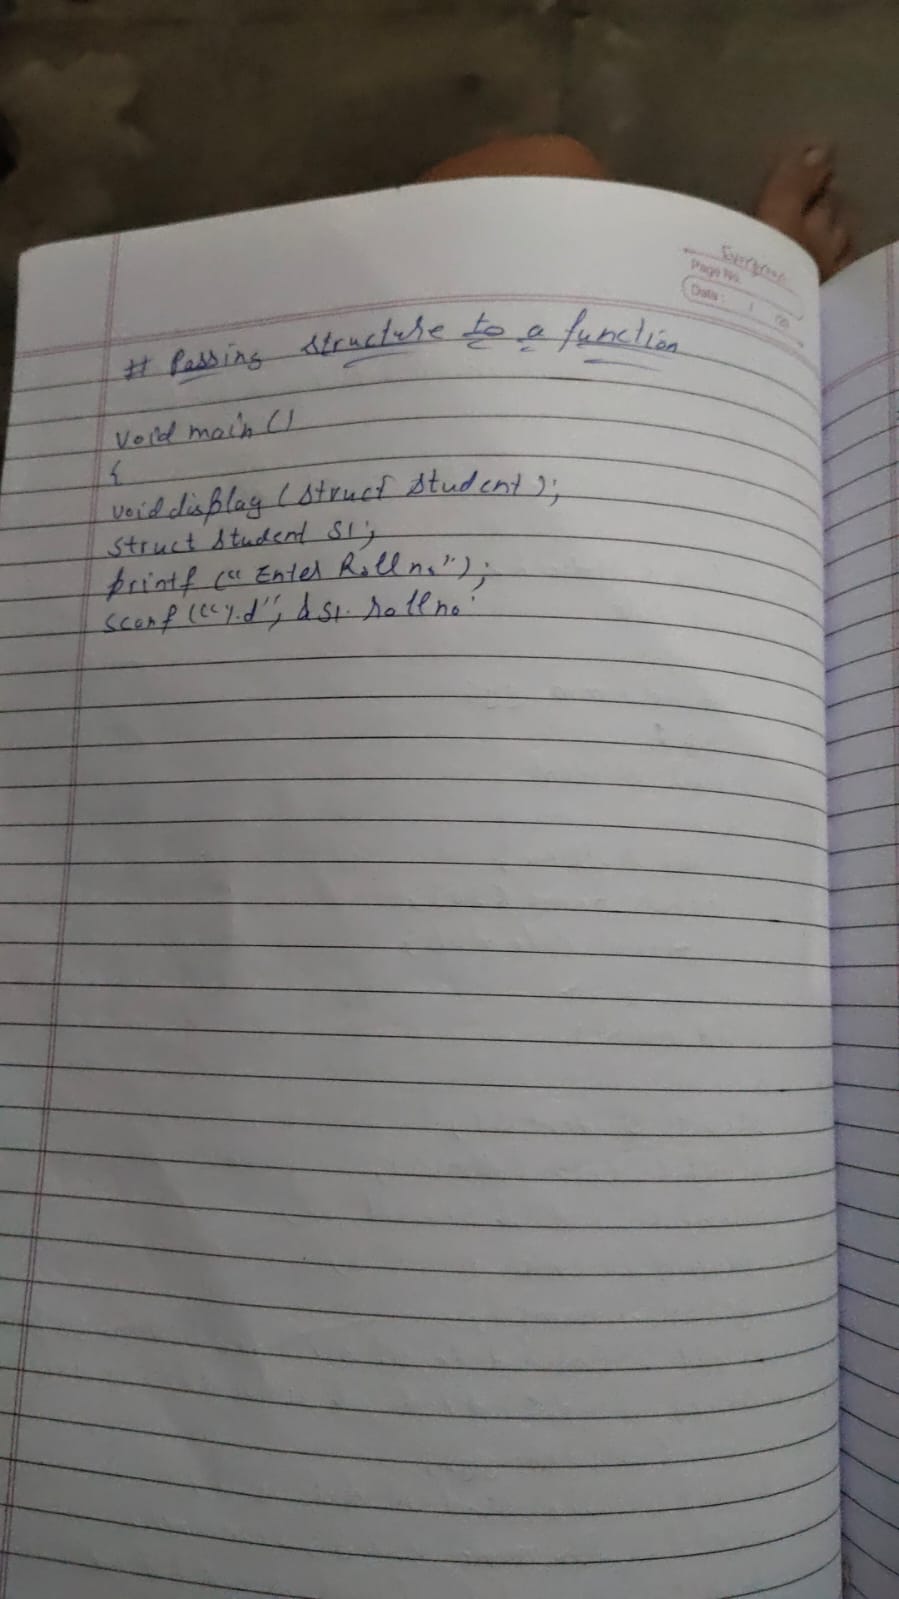 Evergreen
Page No.
Date: / /20
# Passing structure to a function
void main ()
{
void display (struct student);
struct student S1;
printf (“Enter Roll no”);
scanf (“%d”, &S1. rollno